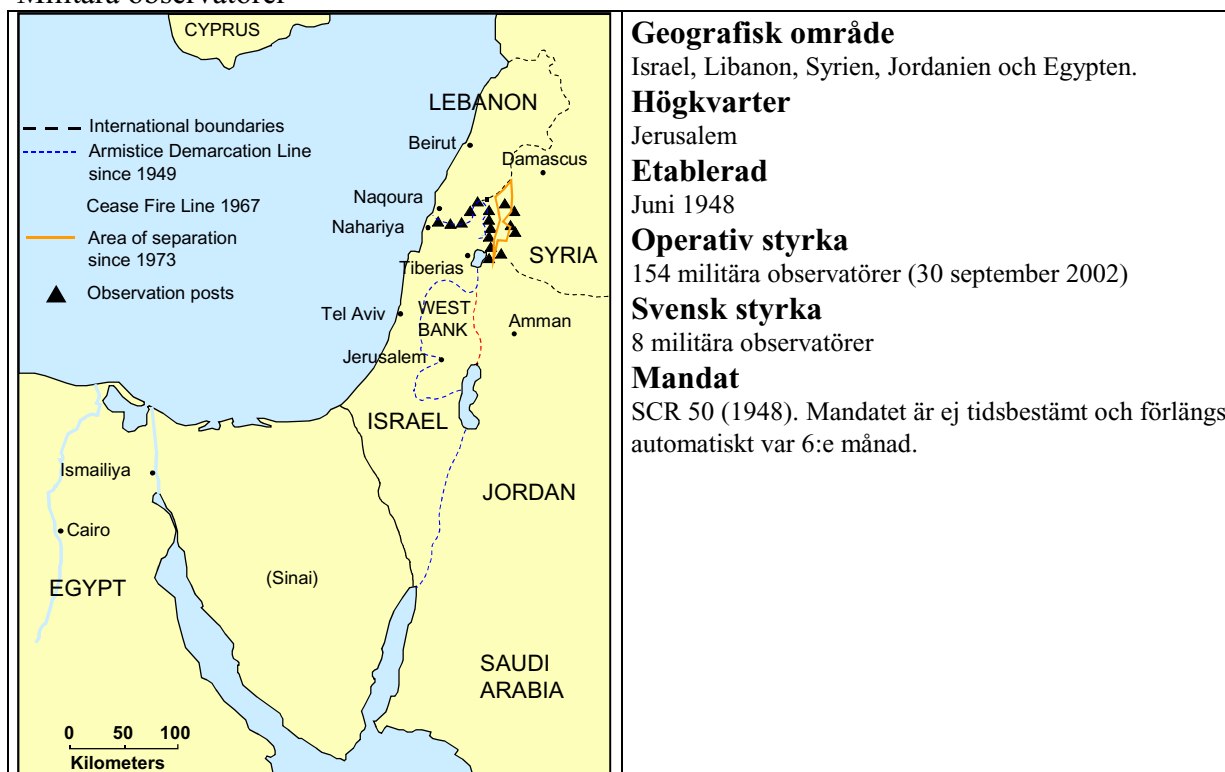 Militära observatörer
CYPRUS
LEBANON
International boundaries
Armistice Demarcation Line
since 1949
Cease Fire Line 1967
Area of separation
since 1973
Observation posts
Beirut
Damascus
Naqoura
Nahariya
SYRIA
Tiberias
Tel Aviv
WEST
BANK
Amman
Jerusalem
ISRAEL
Ismailiya
JORDAN
Cairo
(Sinai)
EGYPT
SAUDI
ARABIA
0 50 100
Kilometers
Geografisk område
Israel, Libanon, Syrien, Jordanien och Egypten.
Högkvarter
Jerusalem
Etablerad
Juni 1948
Operativ styrka
154 militära observatörer (30 september 2002)
Svensk styrka
8 militära observatörer
Mandat
SCR 50 (1948). Mandatet är ej tidsbestämt och förlängs
automatiskt var 6:e månad.